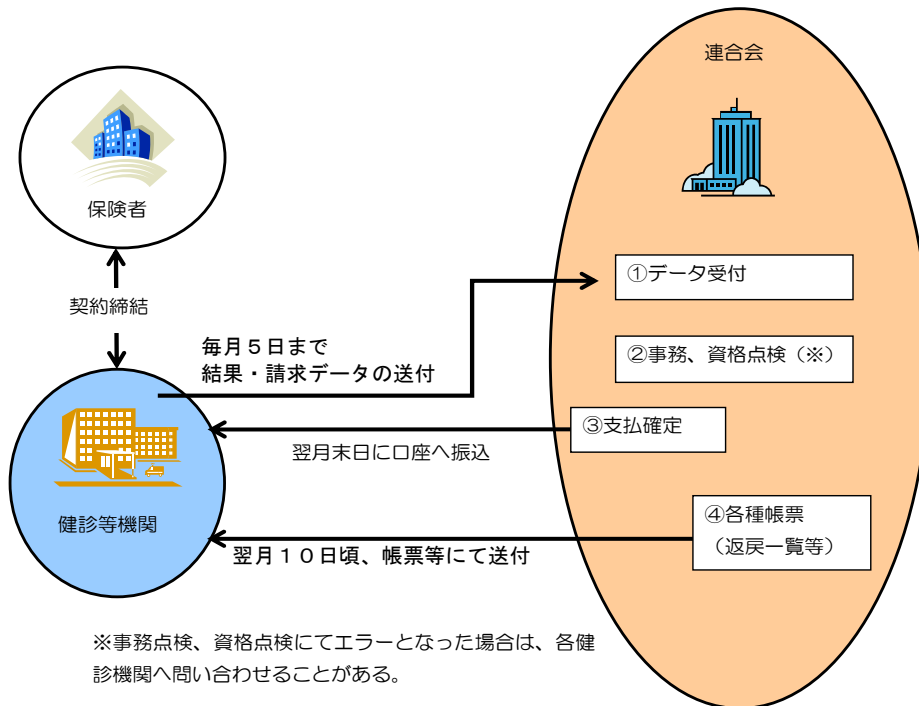 連合会
保険者
契約締結
毎月５日まで
結果・請求データの送付
①データ受付
②事務、資格点検（※）
③支払確定
翌月末日に口座へ振込
健診等機関
④各種帳票
（返戻一覧等）
翌月１０日頃、帳票等にて送付
※事務点検、資格点検にてエラーとなった場合は、各健
診機関へ問い合わせることがある。